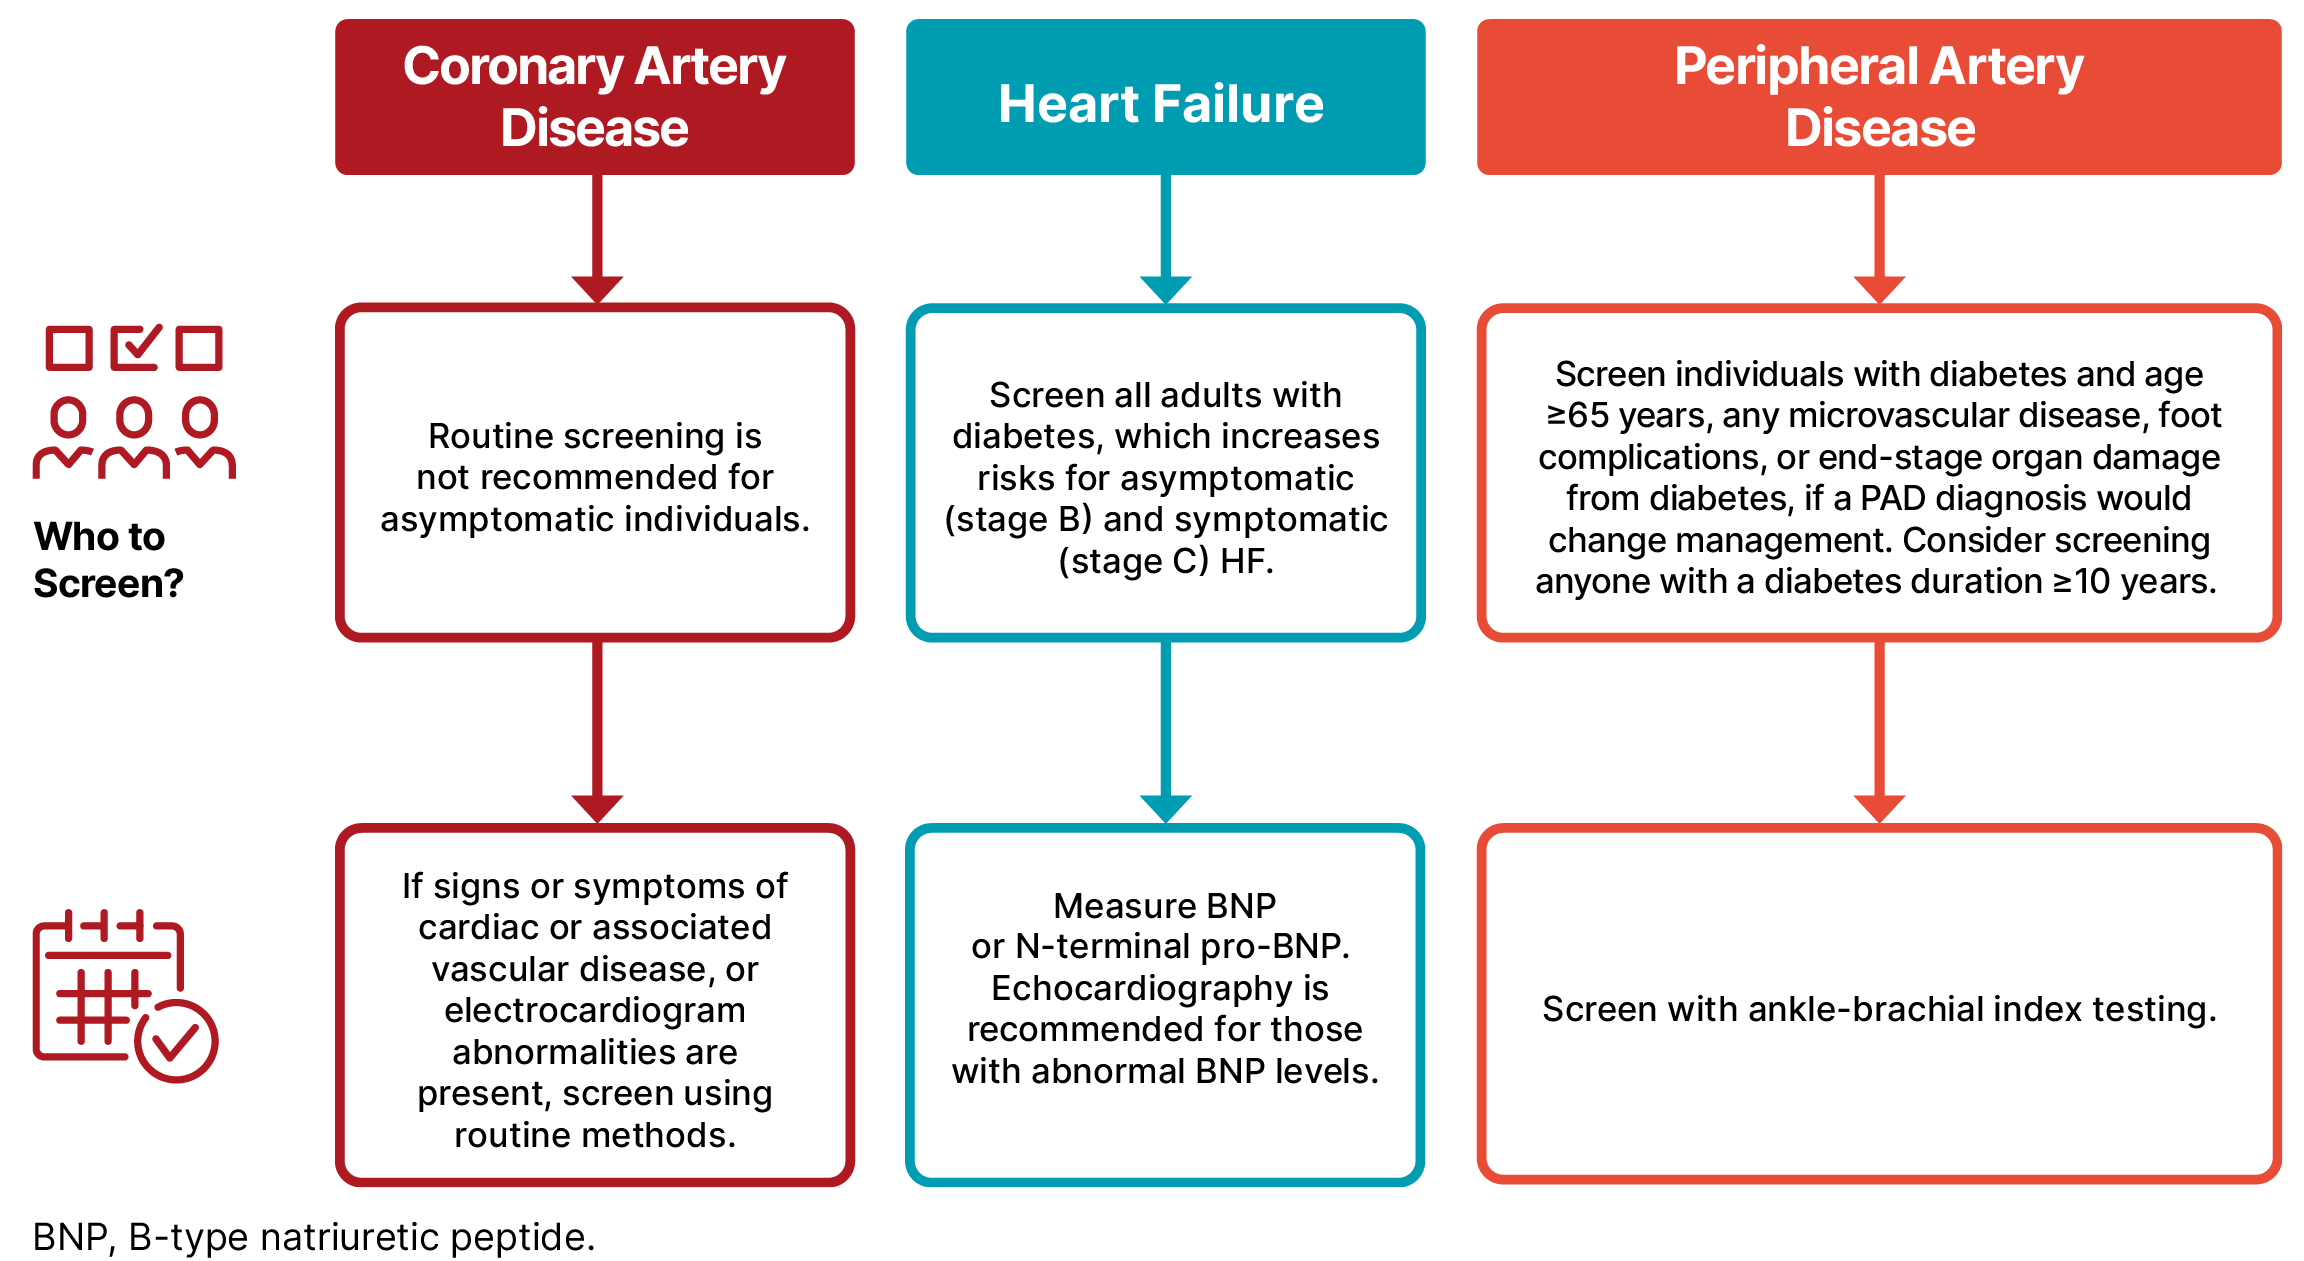 Coronary Artery
Disease
Heart Failure
Peripheral Artery
Disease
Who to
Screen?
Routine screening is
not recommended for
asymptomatic individuals.
Screen all adults with
diabetes, which increases
risks for asymptomatic
(stage B) and symptomatic
(stage C) HF.
Screen individuals with diabetes and age
≥65 years, any microvascular disease, foot
complications, or end-stage organ damage
from diabetes, if a PAD diagnosis would
change management. Consider screening
anyone with a diabetes duration ≥10 years.
If signs or symptoms of
cardiac or associated
vascular disease, or
electrocardiogram
abnormalities are
present, screen using
routine methods.
Measure BNP
or N-terminal pro-BNP.
Echocardiography is
recommended for those
with abnormal BNP levels.
Screen with ankle-brachial index testing.
BNP, B-type natriuretic peptide.